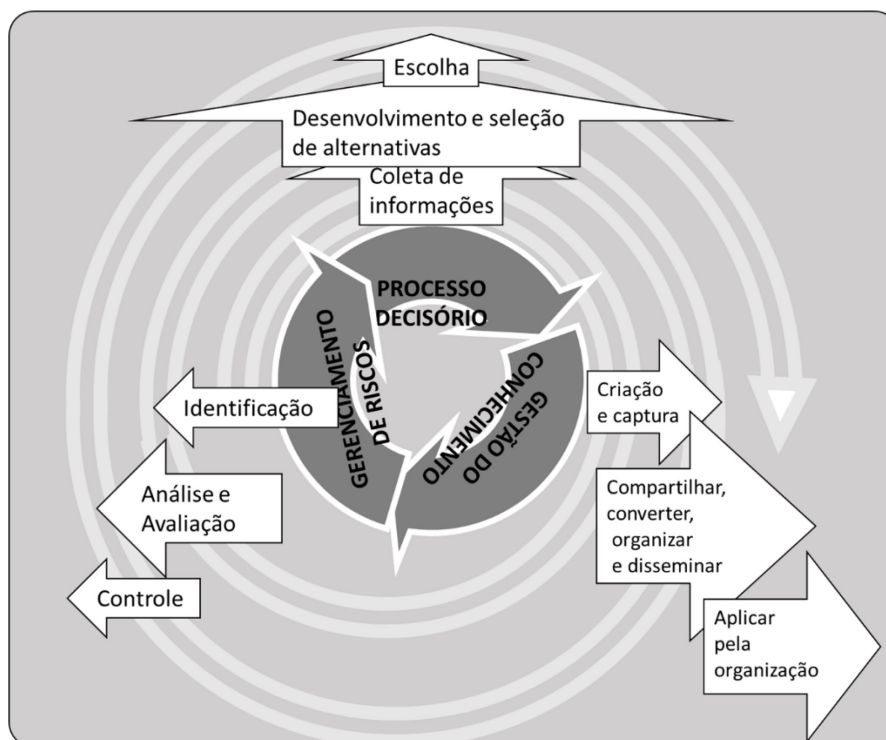 Escolha
Desenvolvimento e seleção
de alternativas
Coleta de
informações
PROCESSO
DECISÓRIO
GERENCIAMENTO
DE RISCOS
GESTÃO DO
CONHECIMENTO
Identificação
Análise e
Avaliação
Controle
Criação
e captura
Compartilhar,
converter,
organizar
e disseminar
Aplicar
pela
organização